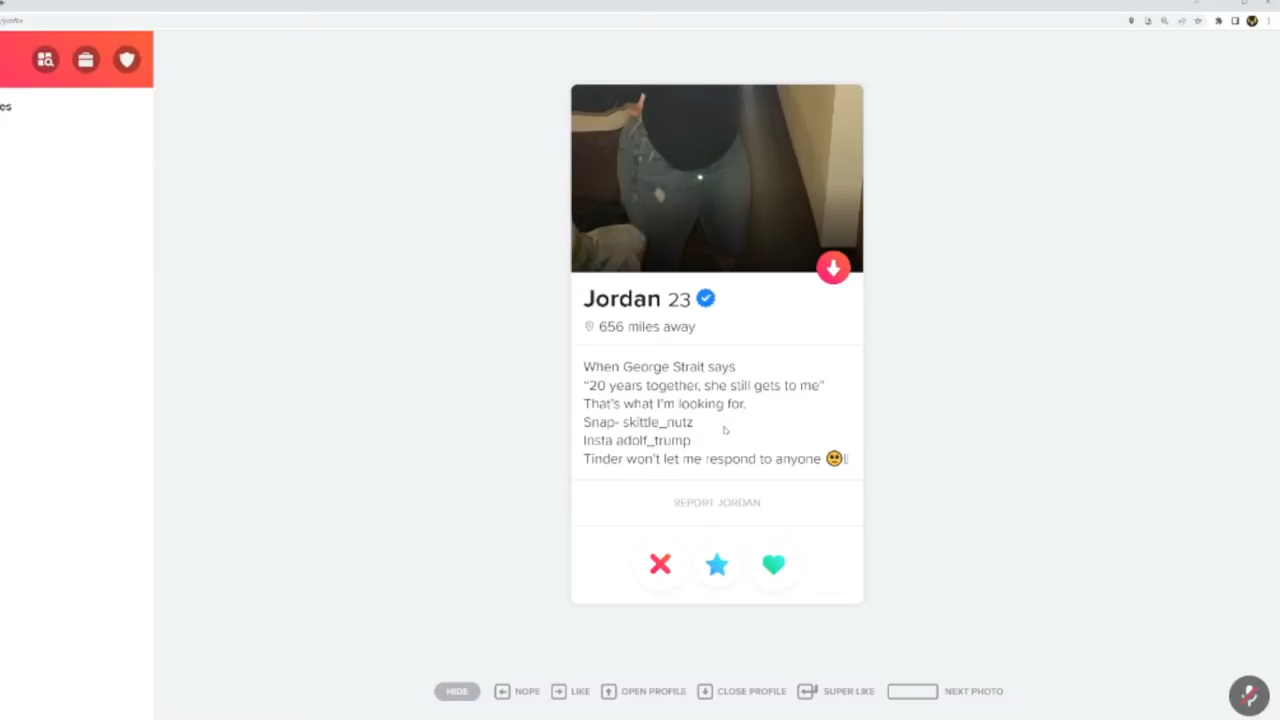 es
Jordan 23
656 miles away
When George Strait says
“20 years together, she still gets to me”
That’s what I’m looking for.
Snap- skittle_nutz
Insta adolf_trump
Tinder won’t let me respond to anyone 🥺
REPORT JORDAN
HIDE NOPE LIKE OPEN PROFILE CLOSE PROFILE SUPER LIKE NEXT PHOTO